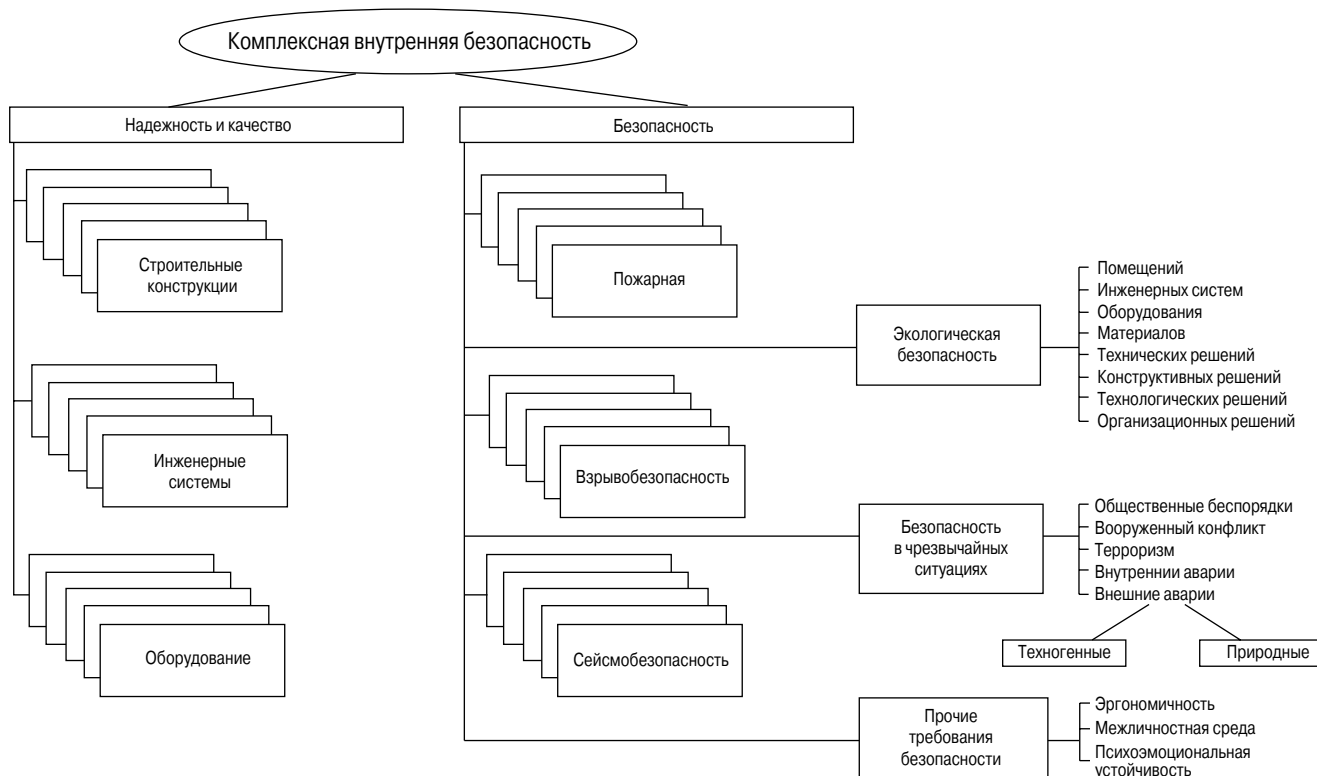 Комплексная внутренняя безопасность
Надежность и качество
Безопасность
Строительные
конструкции
Инженерные
системы
Оборудование
Пожарная
Взрывобезопасность
Сейсмобезопасность
Экологическая
безопасность
Помещений
Инженерных систем
Оборудования
Материалов
Технических решений
Конструктивных решений
Технологических решений
Организационных решений
Безопасность
в чрезвычайных
ситуациях
Общественные беспорядки
Вооруженный конфликт
Терроризм
Внутреннии аварии
Внешние аварии
Техногенные
Природные
Прочие
требования
безопасности
Эргономичность
Межличностная среда
Психоэмоциональная
устойчивость